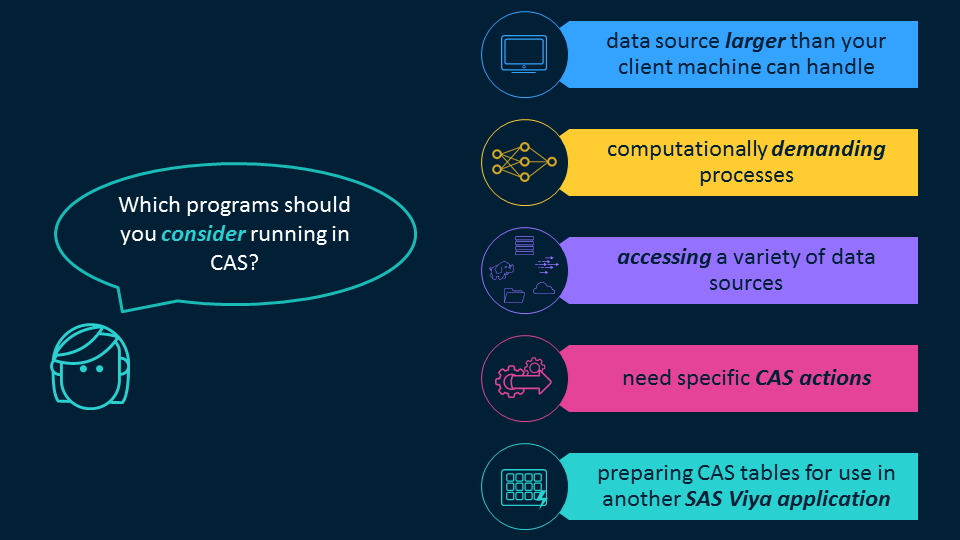 Which programs should
you consider running in
CAS?
data source larger than your
client machine can handle
computationally demanding
processes
accessing a variety of data
sources
need specific CAS actions
preparing CAS tables for use in
another SAS Viya application